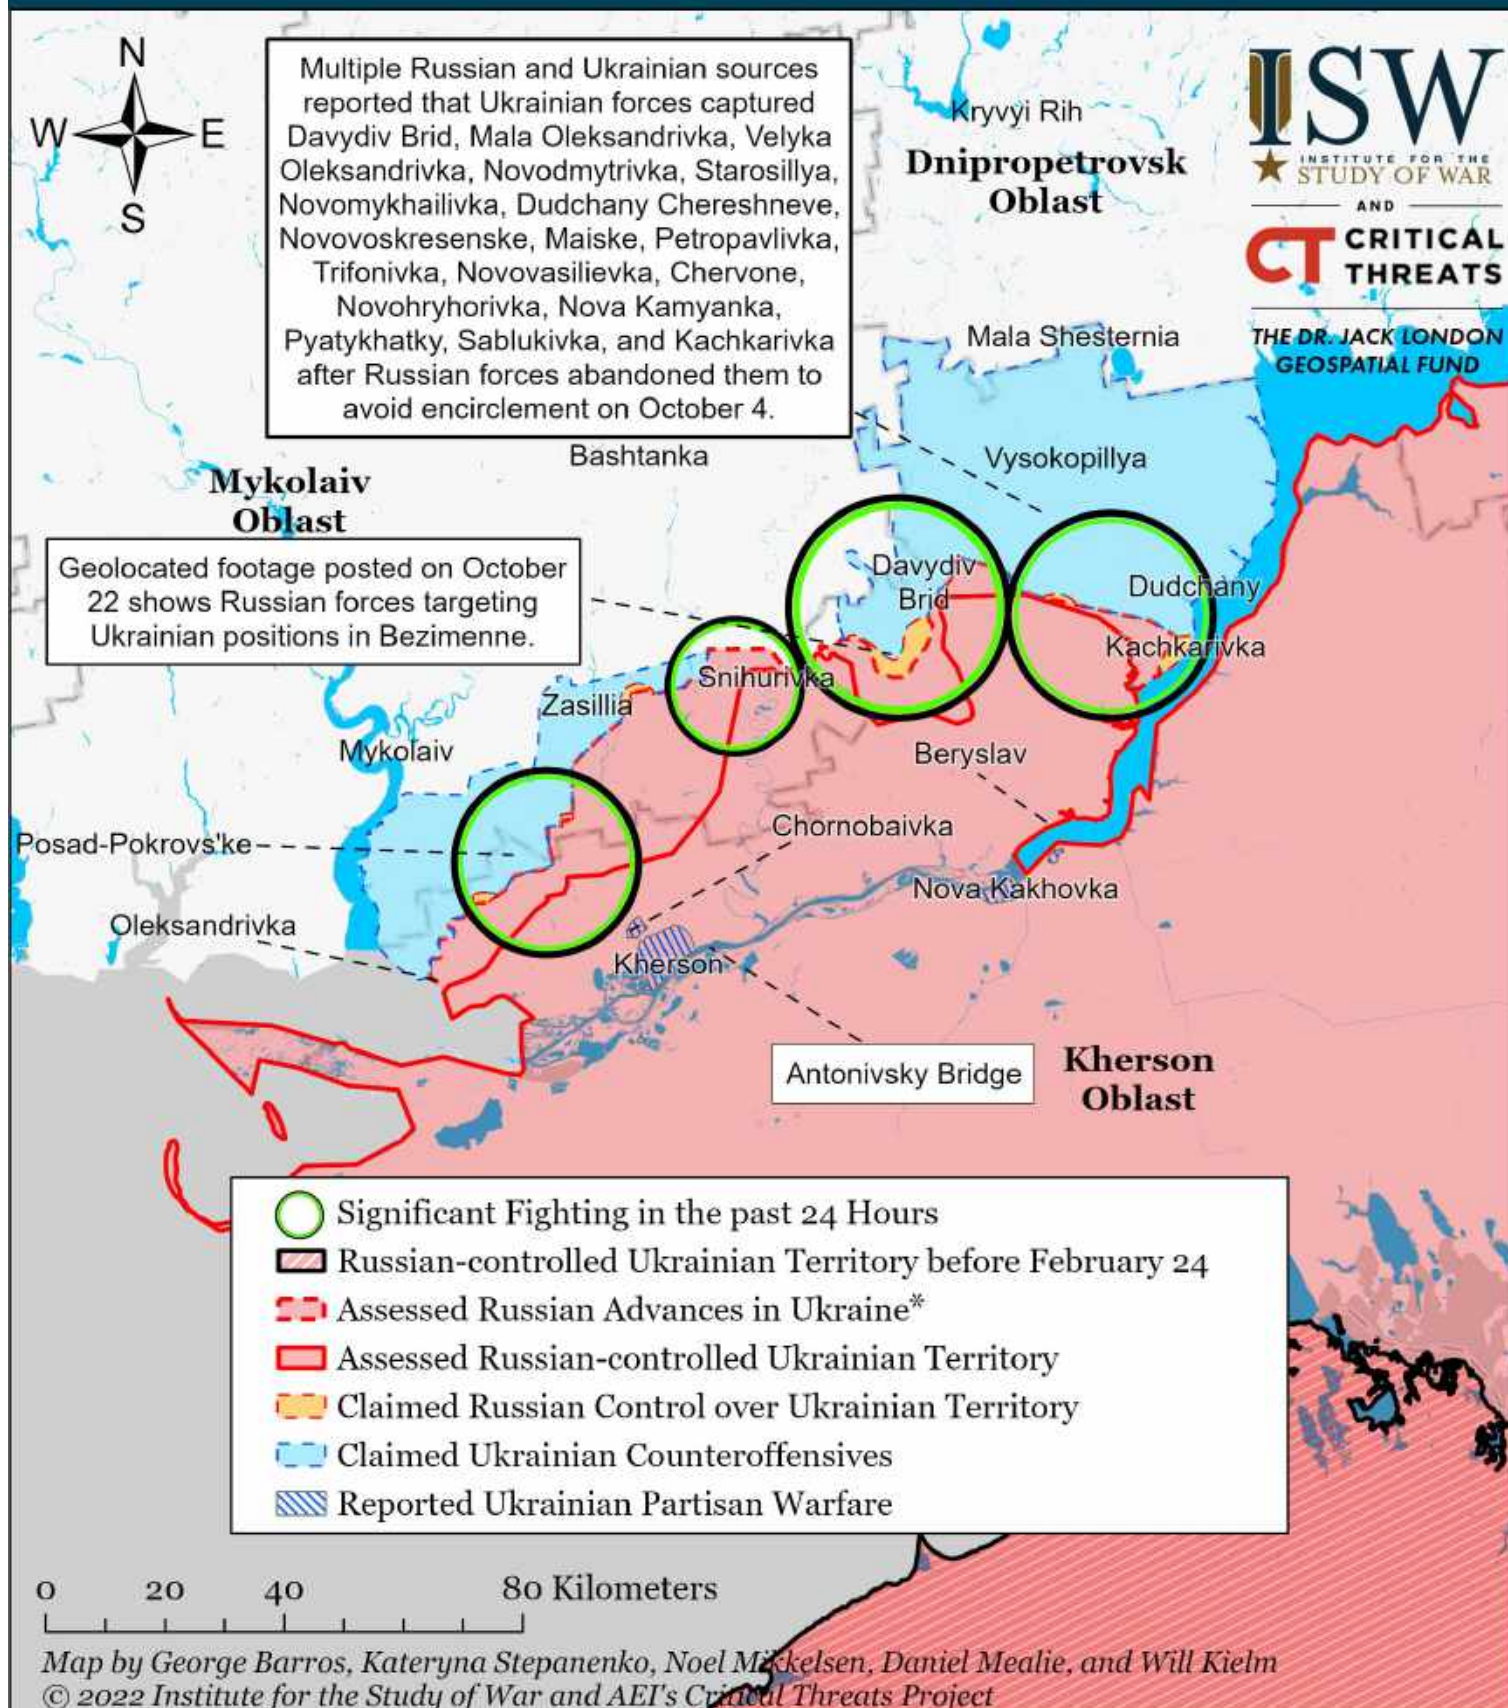 N
W E
S
Multiple Russian and Ukrainian sources
reported that Ukrainian forces captured
Davydiv Brid, Mala Oleksandrivka, Velyka
Oleksandrivka, Novodmytrivka, Starosillya,
Novomykhailivka, Dudchany Chereshneve,
Novovoskresenske, Maiske, Petropavlivka,
Trifonivka, Novovasilievka, Chervone,
Novohryhorivka, Nova Kamyanka,
Pyatykhatky, Sablukivka, and Kachkarivka
after Russian forces abandoned them to
avoid encirclement on October 4.
Kryvyi Rih
Dnipropetrovsk
Oblast
ISW
INSTITUTE FOR THE
STUDY OF WAR
AND
CT CRITICAL
THREATS
THE DR. JACK LONDON
GEOSPATIAL FUND
Mala Shesternia
Bashtanka
Vysokopillya
Mykolaiv
Oblast
Geolocated footage posted on October
22 shows Russian forces targeting
Ukrainian positions in Bezimenne.
Davydiv
Brid
Dudchany
Kachkarivka
Snihurivka
Zasillia
Mykolaiv
Beryslav
Chornobaivka
Posad-Pokrovs'ke
Nova Kakhovka
Oleksandrivka
Kherson
Antonivsky Bridge
Kherson
Oblast
Significant Fighting in the past 24 Hours
Russian-controlled Ukrainian Territory before February 24
Assessed Russian Advances in Ukraine*
Assessed Russian-controlled Ukrainian Territory
Claimed Russian Control over Ukrainian Territory
Claimed Ukrainian Counteroffensives
Reported Ukrainian Partisan Warfare
0 20 40 80 Kilometers
Map by George Barros, Kateryna Stepanenko, Noel Mikkelsen, Daniel Mealie, and Will Kielm
© 2022 Institute for the Study of War and AEI's Critical Threats Project